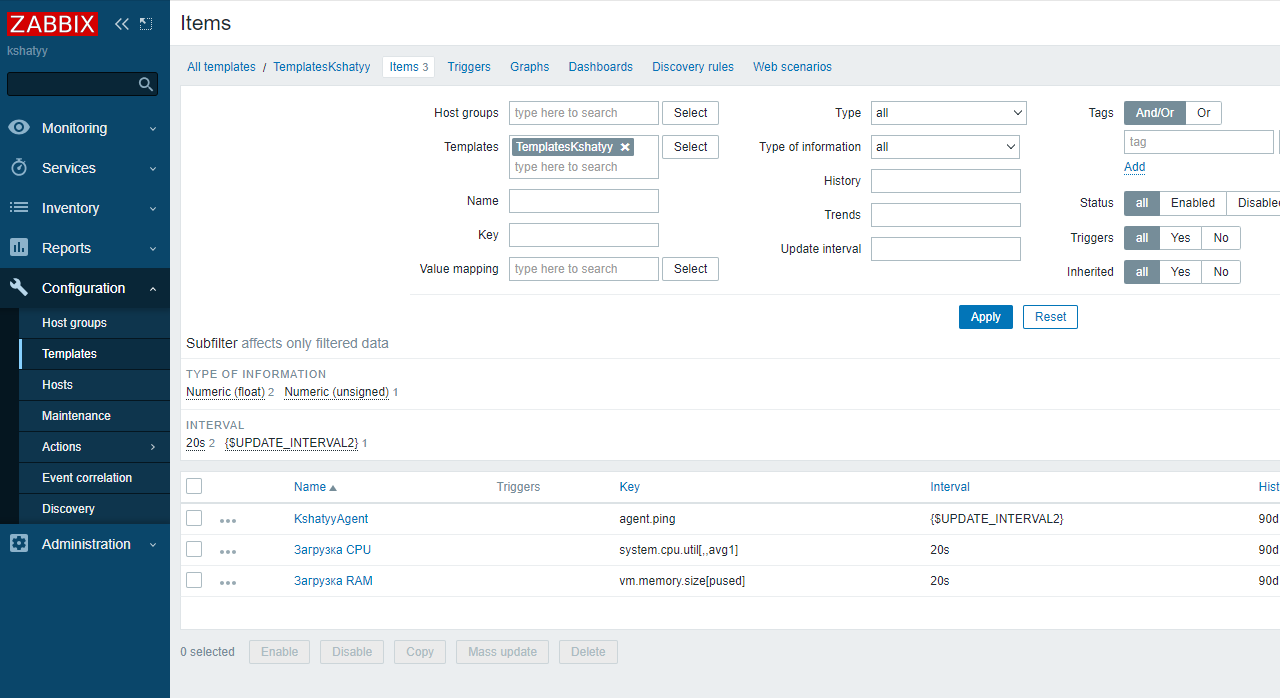 ZABBIX
kshatyy
Monitoring
Services
Inventory
Reports
Configuration
Host groups
Templates
Hosts
Maintenance
Actions
Event correlation
Discovery
Administration
Items
All templates / TemplatesKshatyy Items 3 Triggers Graphs Dashboards Discovery rules Web scenarios
Host groups type here to search Select Type all Tags And/Or Or
Templates TemplatesKshatyy type here to search Select Type of information all tag
Add
Name History
Key Trends
Value mapping type here to search Select Update interval
Status all Enabled Disabled
Triggers all Yes No
Inherited all Yes No
Apply Reset
Subfilter affects only filtered data
TYPE OF INFORMATION
Numeric (float) 2 Numeric (unsigned) 1
INTERVAL
20s 2 {$UPDATE_INTERVAL2} 1
Name Triggers Key Interval Hist
KshatyyAgent agent.ping {$UPDATE_INTERVAL2} 90d
Загрузка CPU system.cpu.util[,,avg1] 20s 90d
Загрузка RAM vm.memory.size[pused] 20s 90d
0 selected Enable Disable Copy Mass update Delete